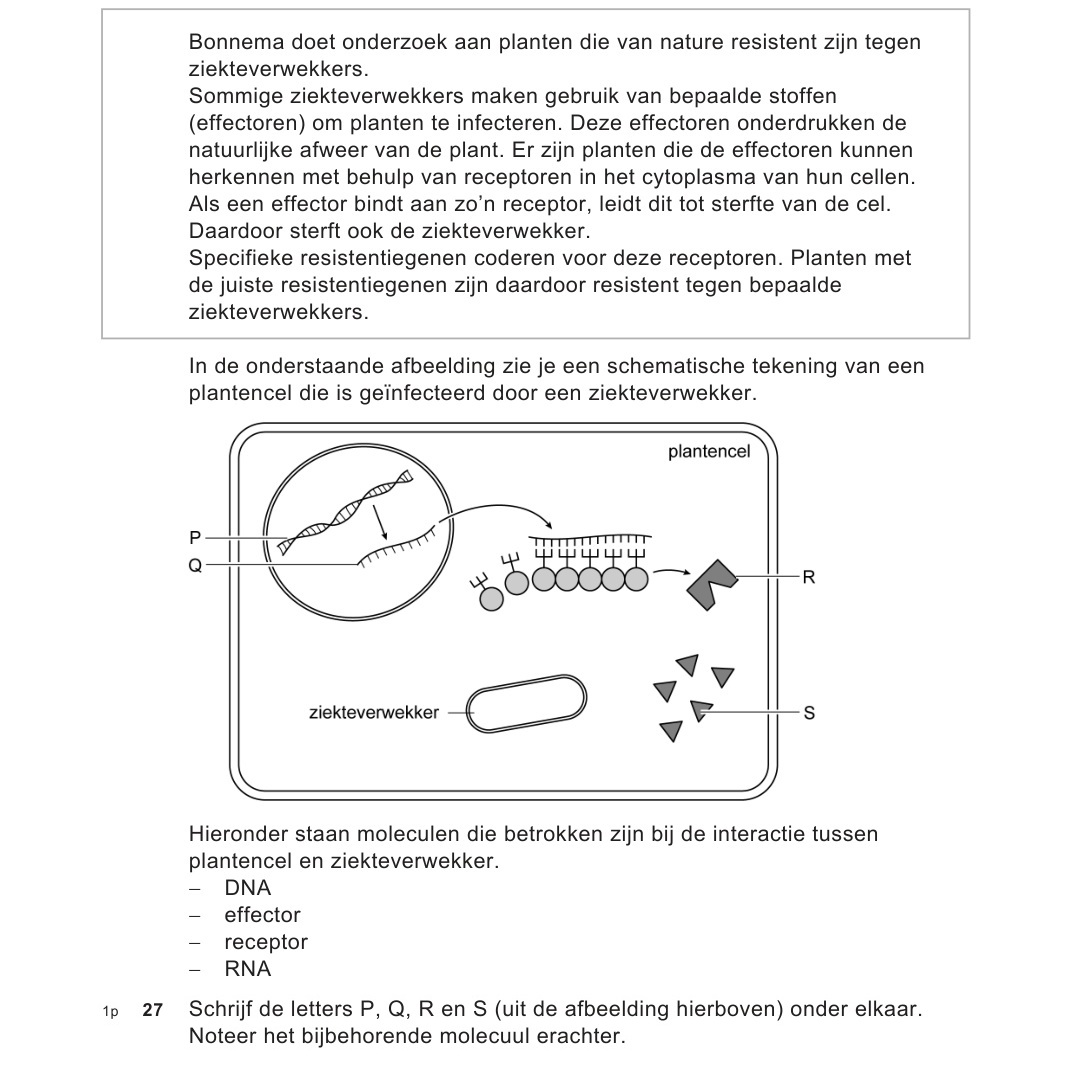 Bonnema doet onderzoek aan planten die van nature resistent zijn tegen
ziekteverwekkers.
Sommige ziekteverwekkers maken gebruik van bepaalde stoffen
(effectoren) om planten te infecteren. Deze effectoren onderdrukken de
natuurlijke afweer van de plant. Er zijn planten die de effectoren kunnen
herkennen met behulp van receptoren in het cytoplasma van hun cellen.
Als een effector bindt aan zo’n receptor, leidt dit tot sterfte van de cel.
Daardoor sterft ook de ziekteverwekker.
Specifieke resistentiegenen coderen voor deze receptoren. Planten met
de juiste resistentiegenen zijn daardoor resistent tegen bepaalde
ziekteverwekkers.
In de onderstaande afbeelding zie je een schematische tekening van een
plantencel die is geïnfecteerd door een ziekteverwekker.
plantencel
P
Q
R
ziekteverwekker
S
Hieronder staan moleculen die betrokken zijn bij de interactie tussen
plantencel en ziekteverwekker.
– DNA
– effector
– receptor
– RNA
1p 27 Schrijf de letters P, Q, R en S (uit de afbeelding hierboven) onder elkaar.
Noteer het bijbehorende molecuul erachter.